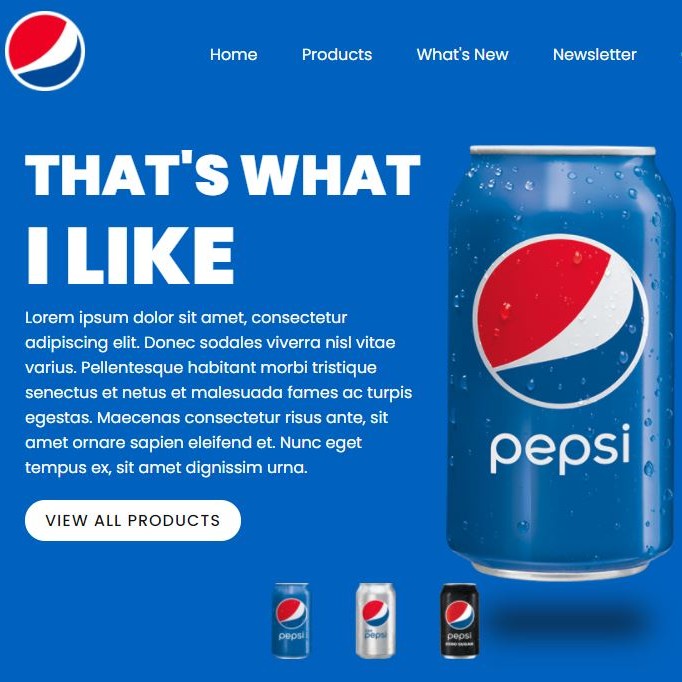 Home Products What's New Newsletter
THAT'S WHAT
I LIKE
Lorem ipsum dolor sit amet, consectetur
adipiscing elit. Donec sodales viverra nisl vitae
varius. Pellentesque habitant morbi tristique
senectus et netus et malesuada fames ac turpis
egestas. Maecenas consectetur risus ante, sit
amet ornare sapien eleifend et. Nunc eget
tempus ex, sit amet dignissim urna.
pepsi
VIEW ALL PRODUCTS
pepsi
pepsi
pepsi
ZERO SUGAR